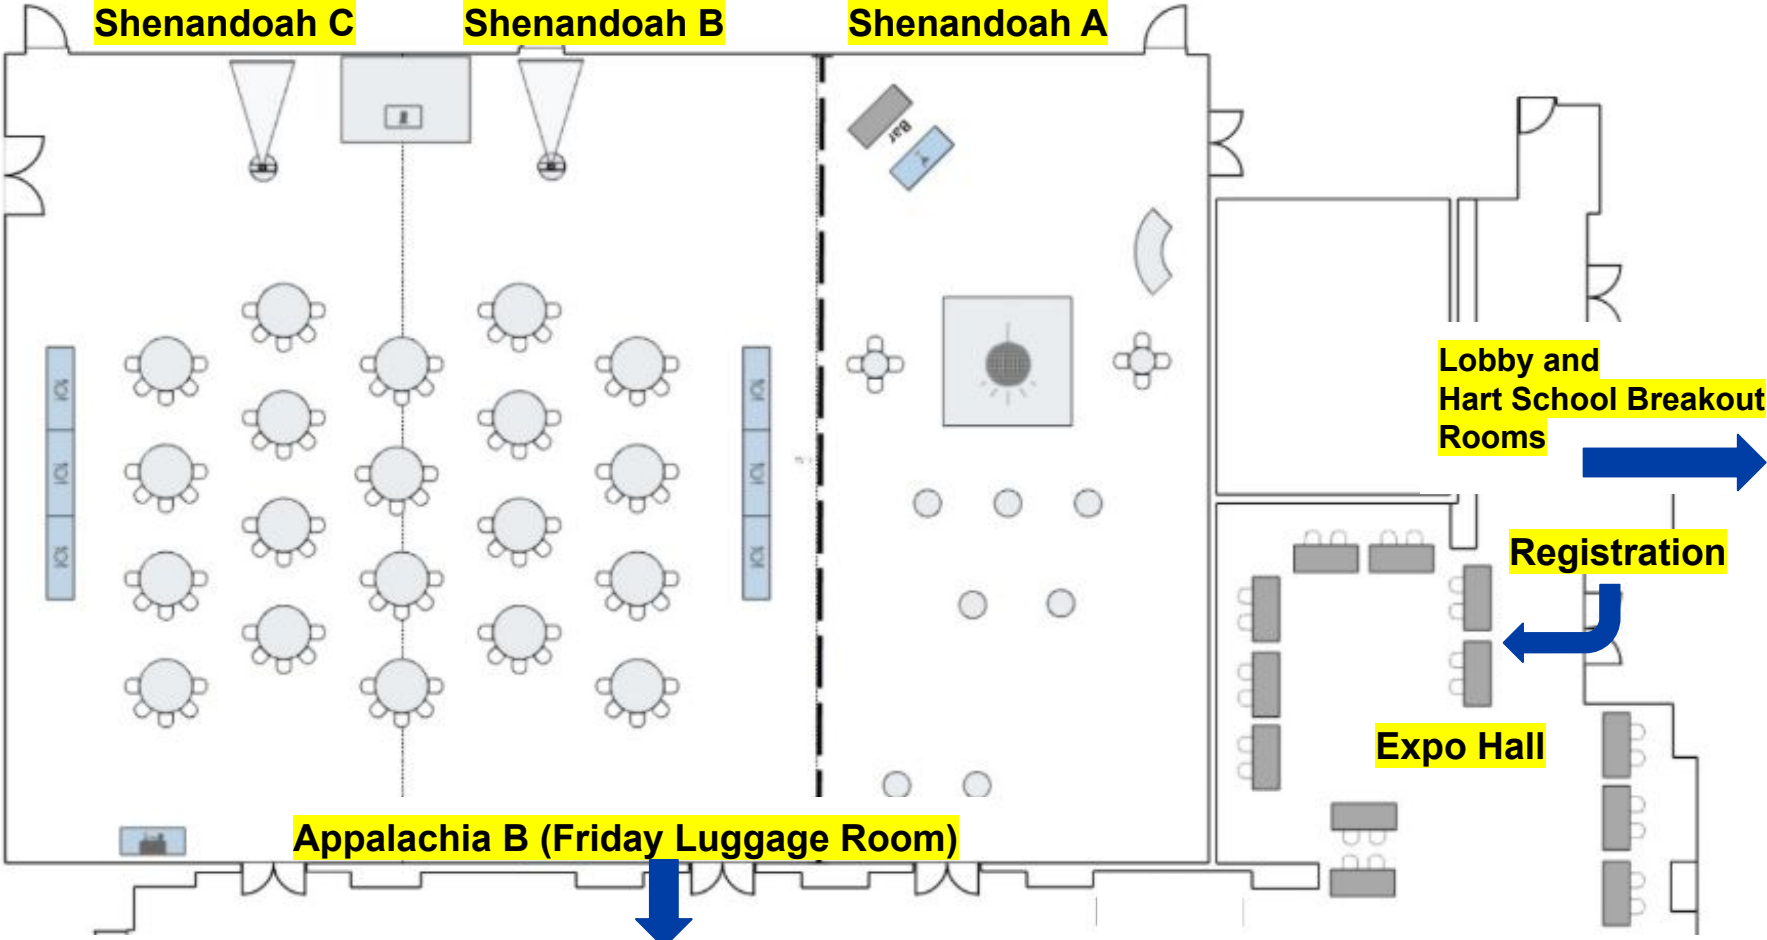 Shenandoah C
Shenandoah B
Shenandoah A
Bar
Lobby and
Hart School Breakout
Rooms
Registration
Expo Hall
Appalachia B (Friday Luggage Room)